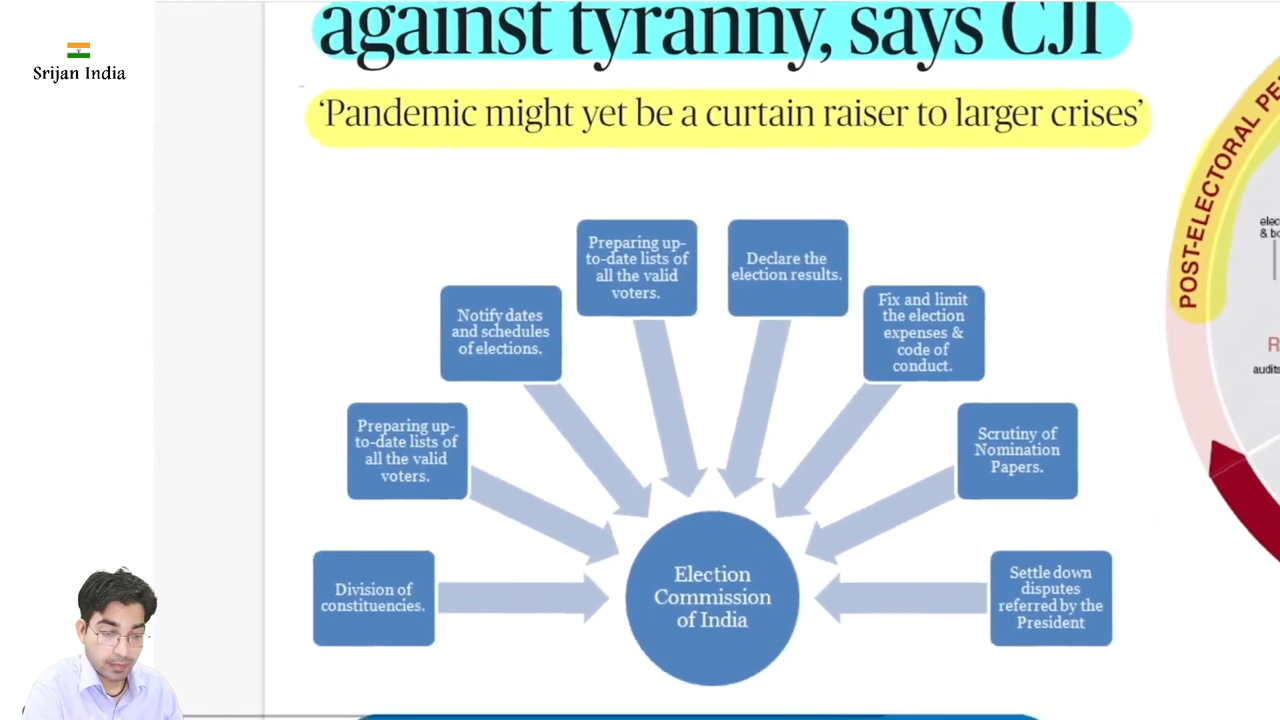 against tyranny, says CJI
Srijan India
‘Pandemic might yet be a curtain raiser to larger crises’
POST-ELECTORAL
Preparing up-
to-date lists of
all the valid
voters.
Declare the
election results.
Notify dates
and schedules
of elections.
Fix and limit
the election
expenses &
code of
conduct.
Preparing up-
to-date lists of
all the valid
voters.
Scrutiny of
Nomination
Papers.
Division of
constituencies.
Election
Commission
of India
Settle down
disputes
referred by the
President
audits